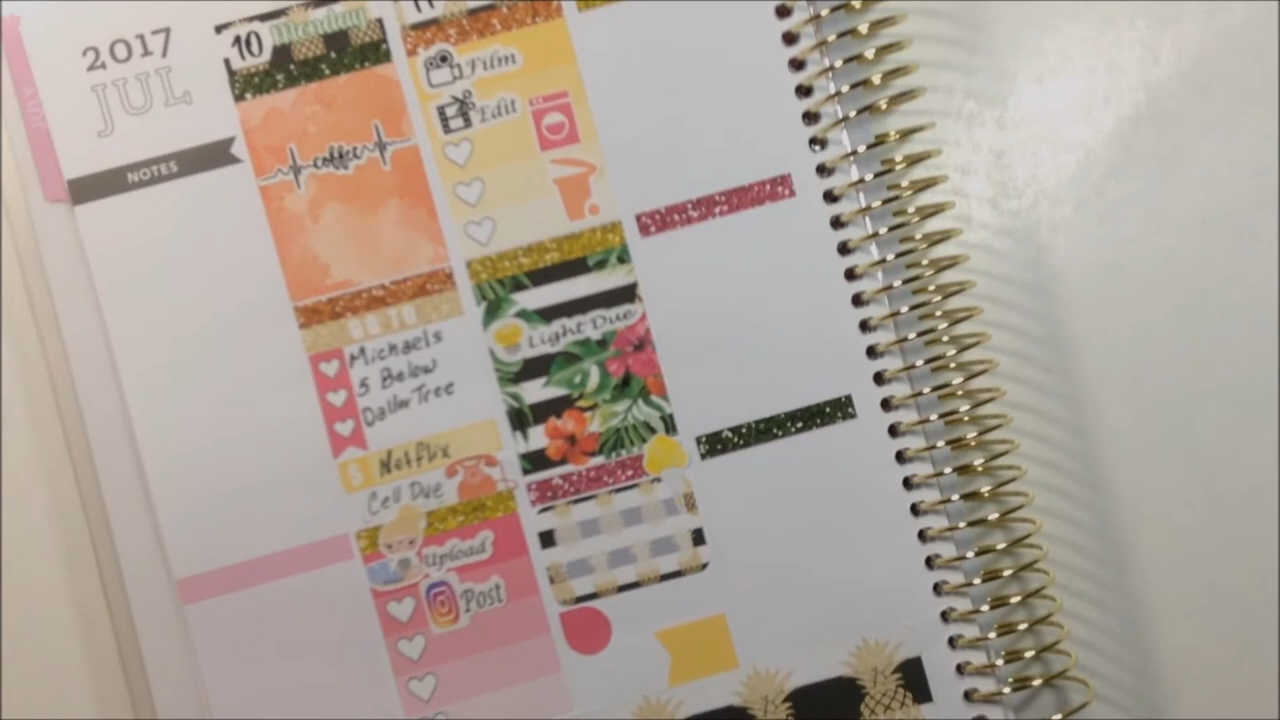 2017
JUL
NOTES
10 Monday
coffee
GO TO
Michaels
5 Below
Dollar Tree
$ Netflix
Cell Due
Upload
Post
11
Film
Edit
Light Due